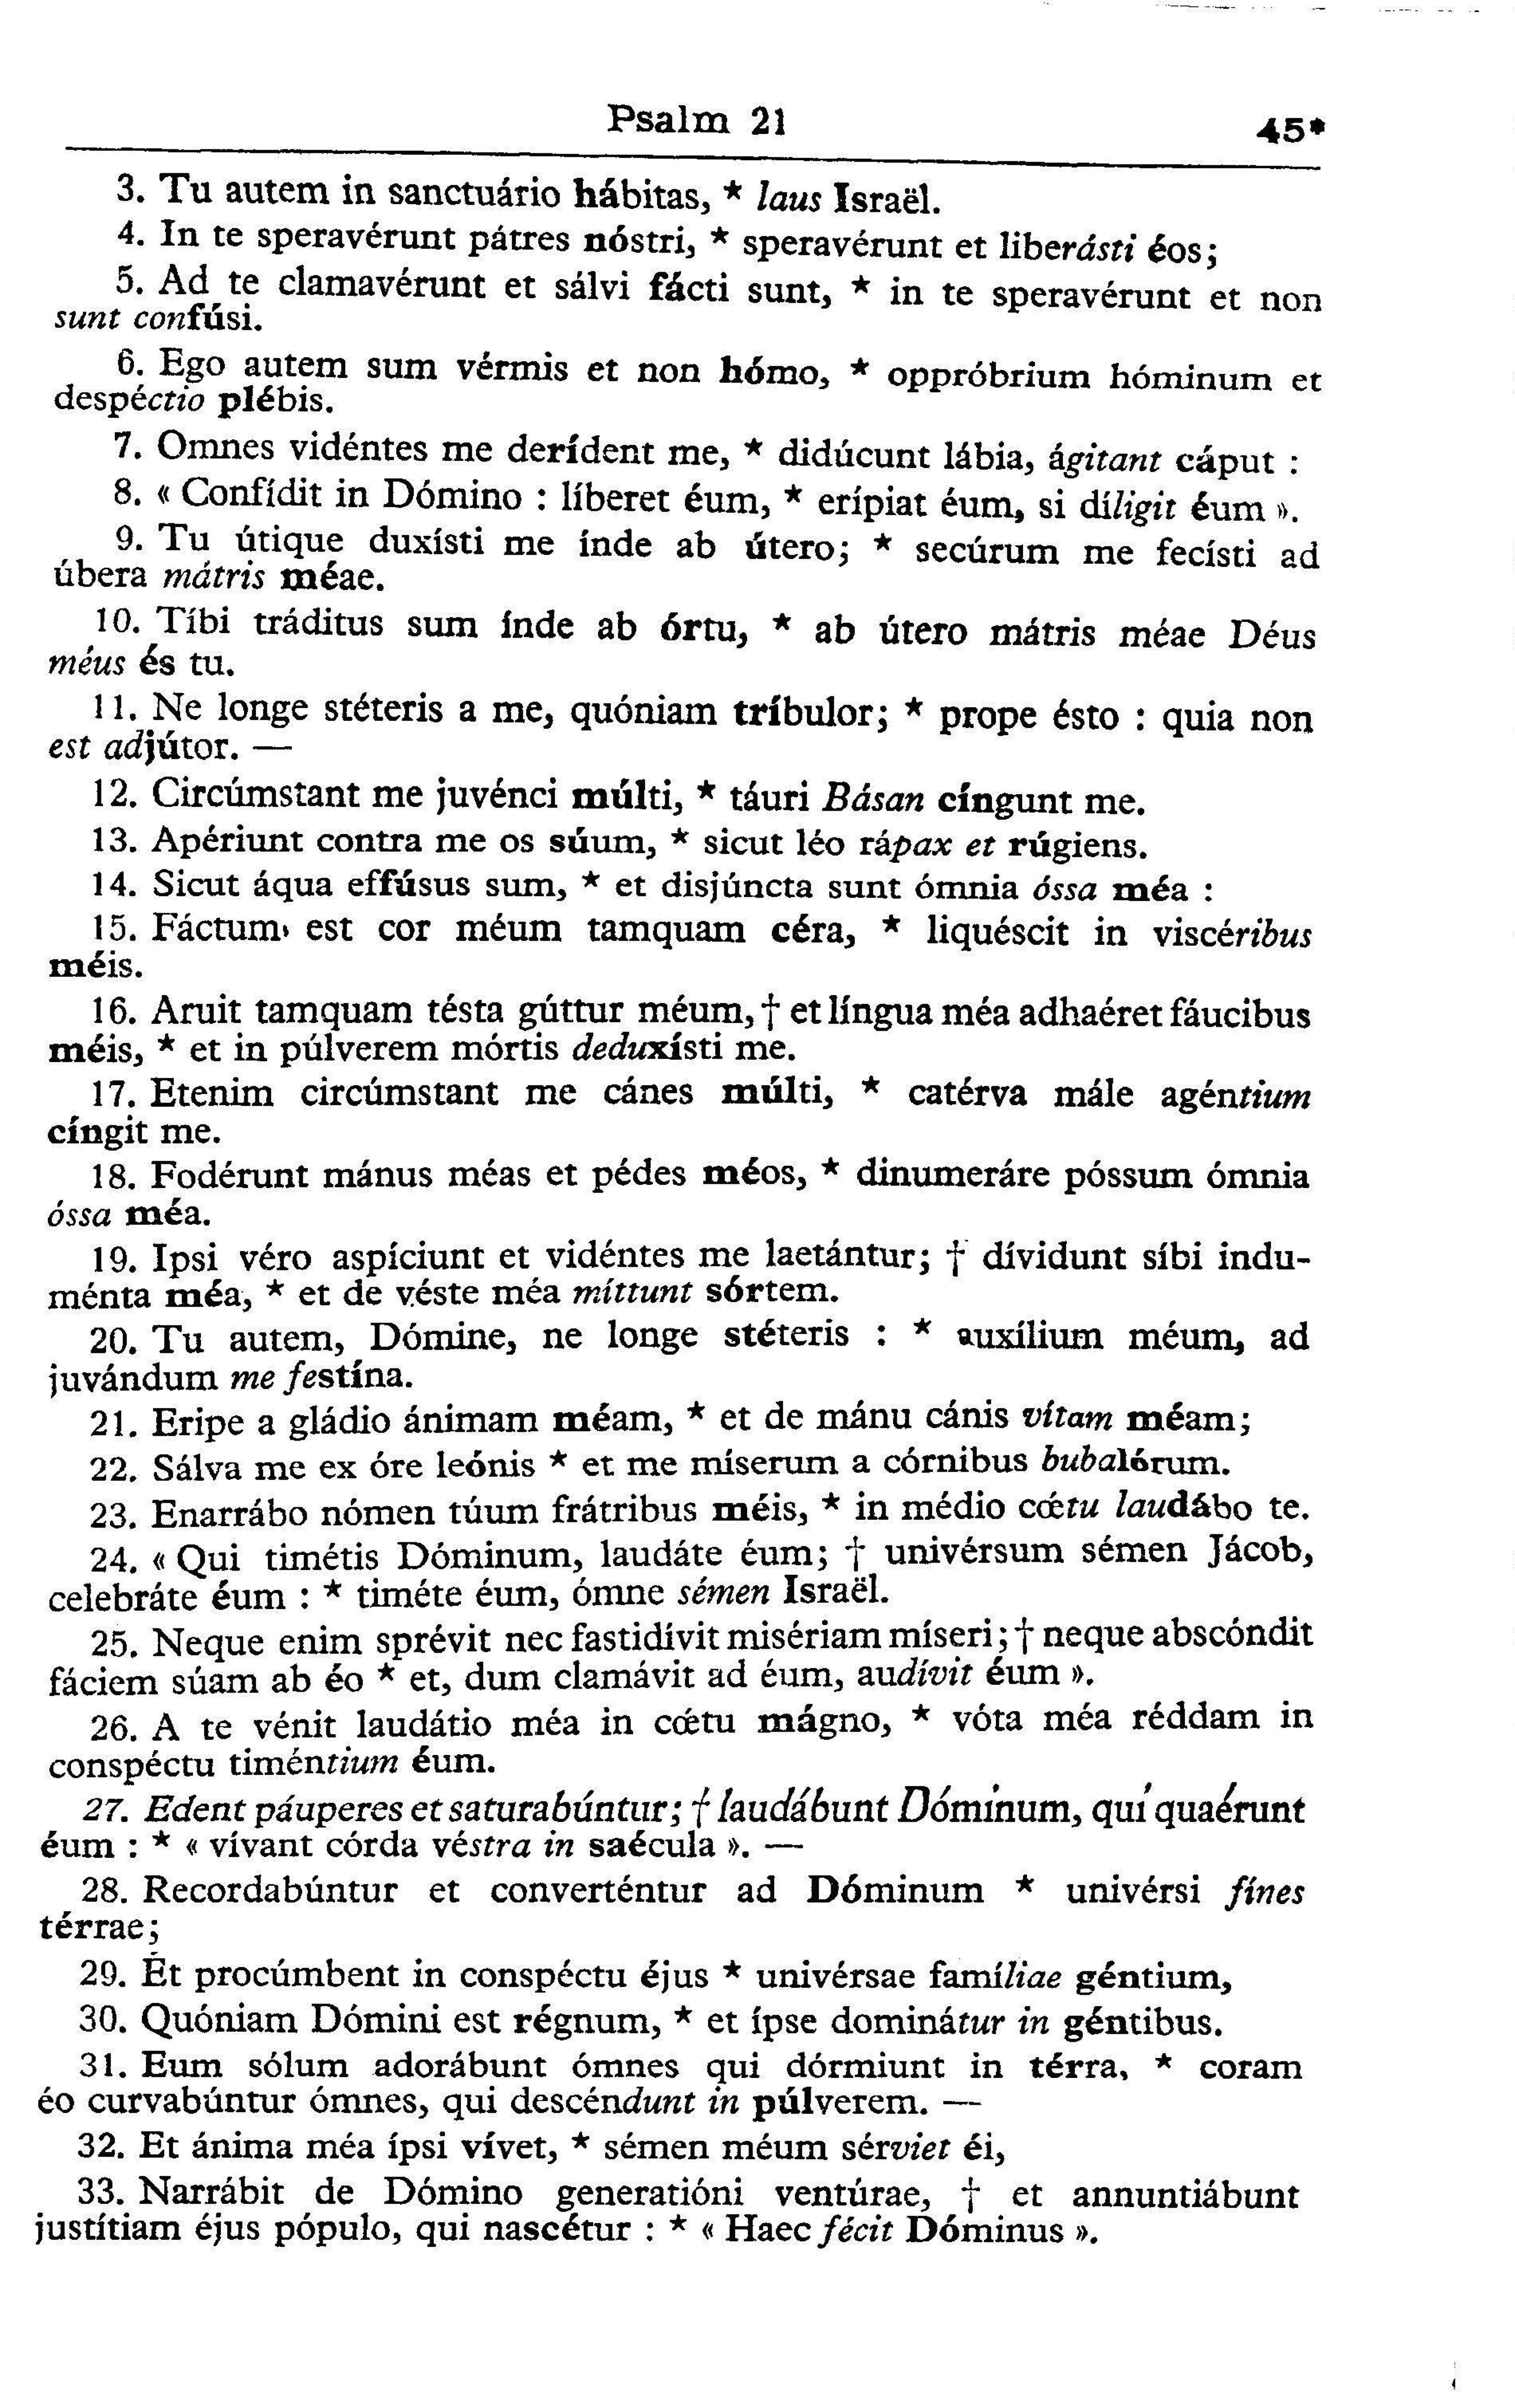 Psalm 21 45*
3. Tu autem in sanctuário hábitas, * laus Israël.
4. In te speravérunt pátres nóstri, * speravérunt et liberásti éos;
5. Ad te clamavérunt et sálvi fácti sunt, * in te speravérunt et non
sunt confúsi.
6. Ego autem sum vérmis et non hómo, * oppróbrium hóminum et
despéctio plébis.
7. Omnes vidéntes me derídent me, * didúcunt lábia, ágitant cáput :
8. « Confídit in Dómino : líberet éum, * erípiat éum, si díligit éum ».
9. Tu útique duxísti me índe ab útero; * secúrum me fecísti ad
úbera mátris méae.
10. Tíbi tráditus sum índe ab órtu, * ab útero mátris méae Déus
méus és tu.
11. Ne longe stéteris a me, quóniam tríbulor; * prope ésto : quia non
est adjútor. —
12. Circúmstant me juvénci múlti, * táuri Básan cíngunt me.
13. Apériunt contra me os súum, * sicut léo rápax et rúgiens.
14. Sicut áqua effúsus sum, * et disjúncta sunt ómnia óssa méa :
15. Fáctum est cor méum tamquam céra, * liquéscit in viscéribus
méis.
16. Aruit tamquam tésta gúttur méum, † et língua méa adhaéret fáucibus
méis, * et in púlverem mórtis deduxísti me.
17. Etenim circúmstant me cánes múlti, * catérva mále agéntium
cíngit me.
18. Fodérunt mánus méas et pédes méos, * dinumeráre póssum ómnia
óssa méa.
19. Ipsi véro aspíciunt et vidéntes me laetántur; † dívidunt síbi indu-
ménta méa, * et de véste méa míttunt sórtem.
20. Tu autem, Dómine, ne longe stéteris : * auxílium méum, ad
juvándum me festína.
21. Eripe a gládio ánimam méam, * et de mánu cánis vítam méam;
22. Sálva me ex óre leónis * et me míserum a córnibus bubalórum.
23. Enarrábo nómen túum frátribus méis, * in médio cœ́tu laudábo te.
24. « Qui timétis Dóminum, laudáte éum; † univérsum sémen Jácob,
celebráte éum : * timéte éum, ómne sémen Israël.
25. Neque enim sprévit nec fastidívit misériam míseri; † neque abscóndit
fáciem súam ab éo * et, dum clamávit ad éum, audívit éum ».
26. A te vénit laudátio méa in cœ́tu mágno, * vóta méa réddam in
conspéctu timéntium éum.
27. Edent páuperes et saturabúntur; † laudábunt Dóminum, qui quaérunt
éum : * « vívant córda véstra in saécula ». —
28. Recordabúntur et converténtur ad Dóminum * univérsi fínes
térrae;
29. Ét procúmbent in conspéctu éjus * univérsae famíliae géntium,
30. Quóniam Dómini est régnum, * et ípse dominátur in géntibus.
31. Eum sólum adorábunt ómnes qui dórmiunt in térra, * coram
éo curvabúntur ómnes, qui descéndunt in púlverem. —
32. Et ánima méa ípsi vívet, * sémen méum sérviet éi,
33. Narrábit de Dómino generatióni ventúrae, † et annuntiábunt
justítiam éjus pópulo, qui nascétur : * « Haec fécit Dóminus ».